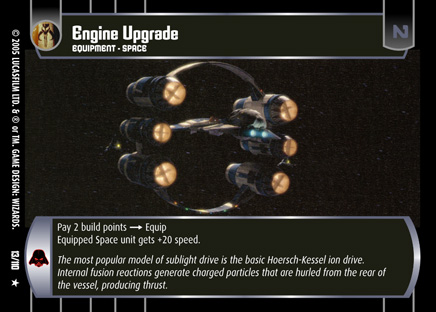 Engine Upgrade
EQUIPMENT • SPACE
N
Pay 2 build points → Equip
Equipped Space unit gets +20 speed.
The most popular model of sublight drive is the basic Hoersch-Kessel ion drive.
Internal fusion reactions generate charged particles that are hurled from the rear of
the vessel, producing thrust.
© 2005 LUCASFILM LTD. & ® or TM. GAME DESIGN: WIZARDS.
13/110